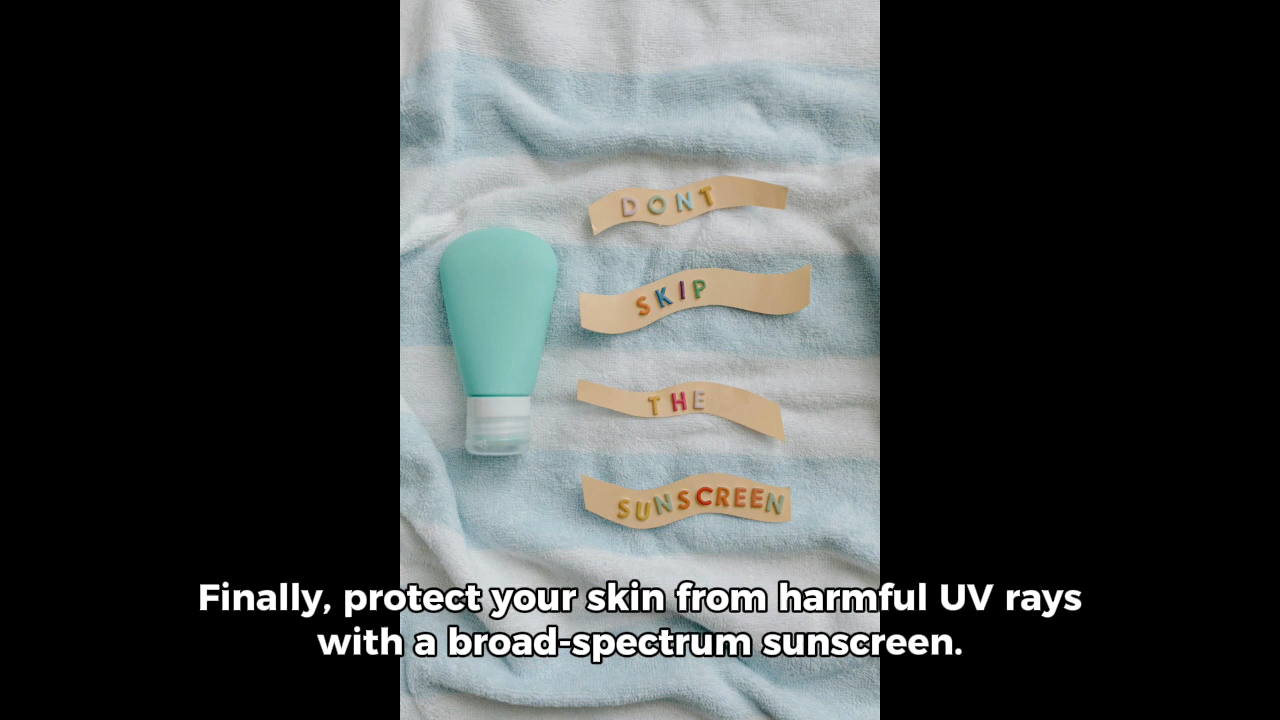 DONT
SKIP
THE
SUNSCREEN
Finally, protect your skin from harmful UV rays
with a broad-spectrum sunscreen.